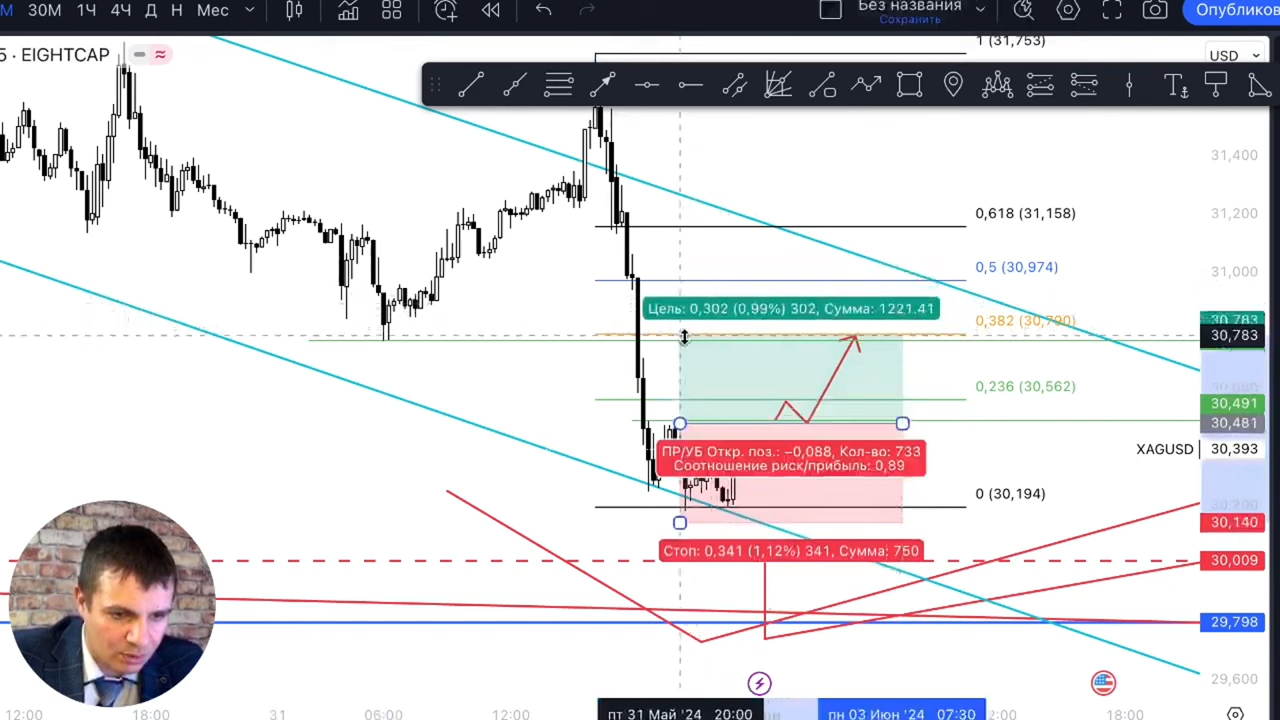 М 30М 1Ч 4Ч Д Н Мес
Без названия
Сохранить
Опубликов
5 · EIGHTCAP
1 (31,753)
USD
31,400
0,618 (31,158)
31,200
0,5 (30,974)
31,000
Цель: 0,302 (0,99%) 302, Сумма: 1221.41
0,382 (30,790)
30,783
30,783
0,236 (30,562)
30,491
30,481
ПР/УБ Откр. поз.: −0,088, Кол-во: 733
Соотношение риск/прибыль: 0,89
XAGUSD
30,393
0 (30,194)
30,200
30,140
Стоп: 0,341 (1,12%) 341, Сумма: 750
30,009
29,798
29,600
12:00 18:00 31 06:00 12:00 пт 31 Май '24 20:00 пн 03 Июн '24 07:30 2:00 18:00